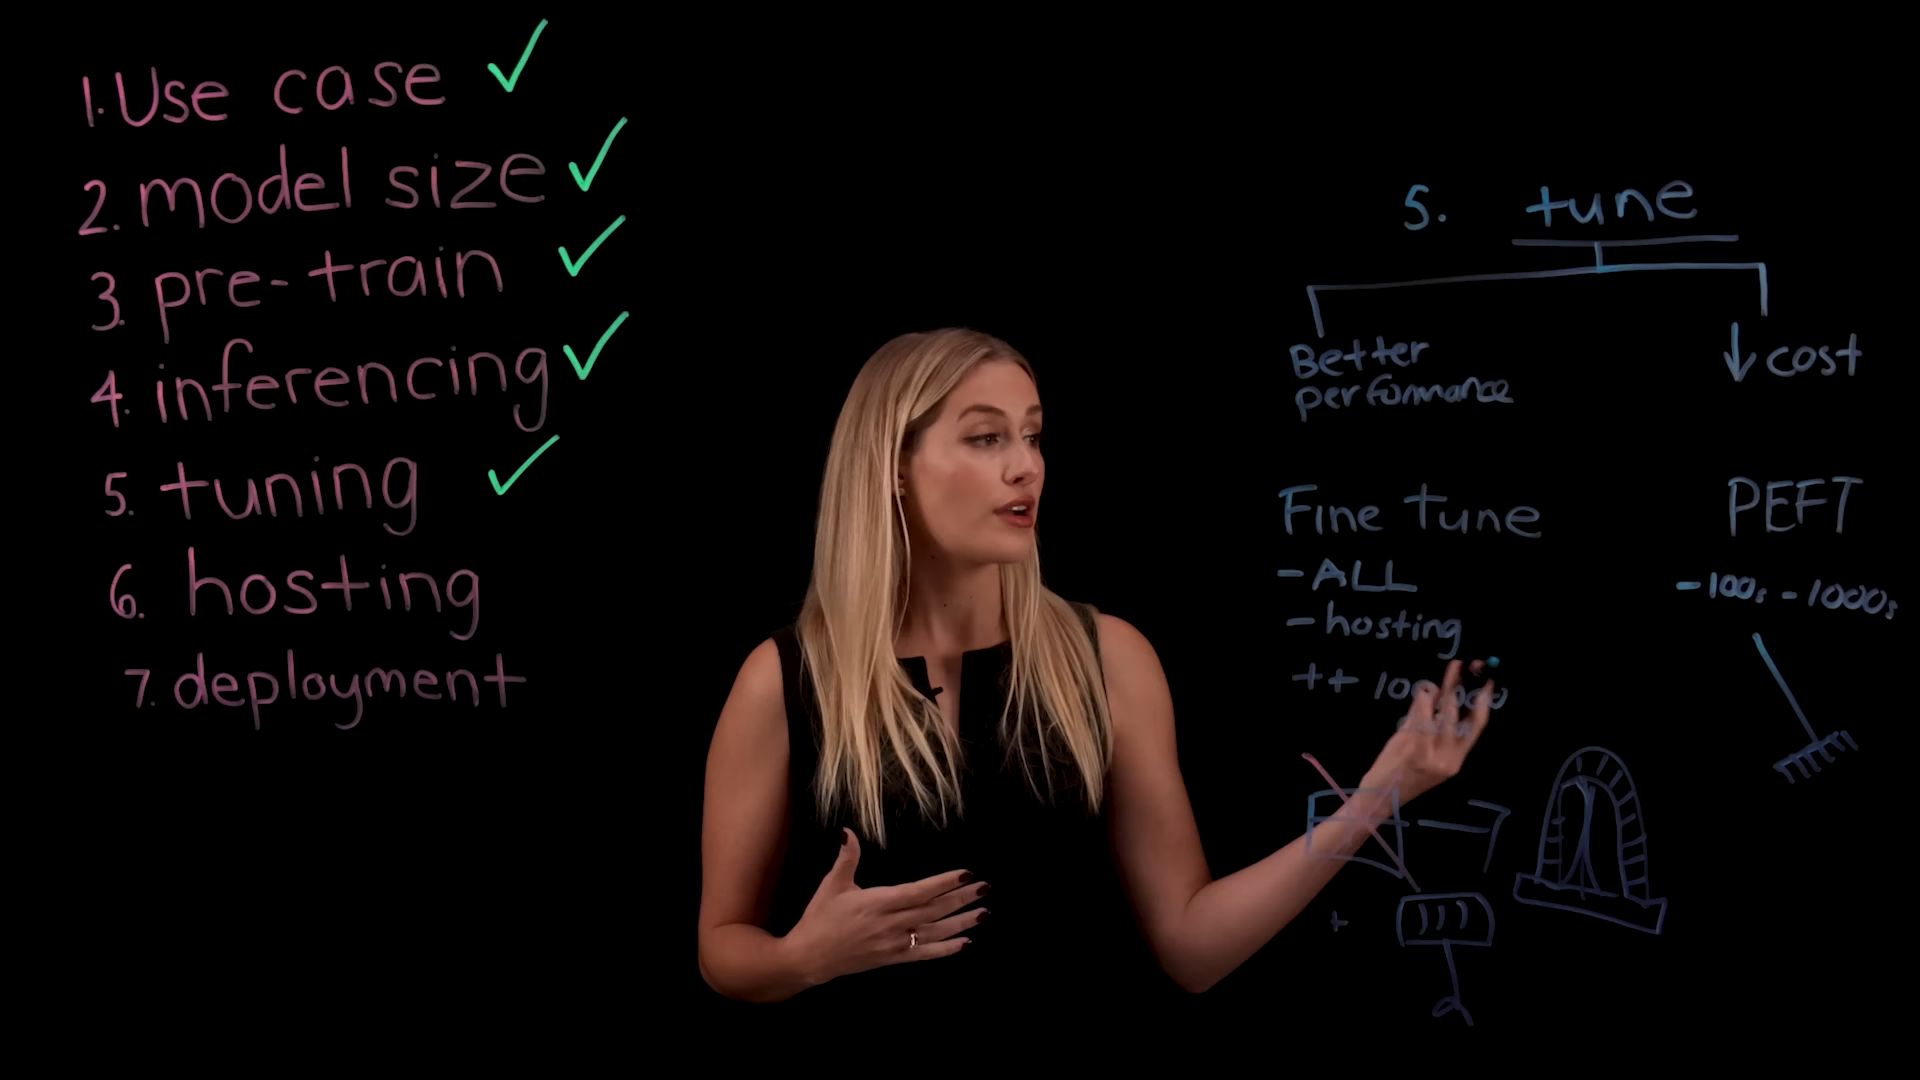 1. Use case
2. model size
3. pre-train
4. inferencing
5. tuning
6. hosting
7. deployment
5. tune
Better
performance
↓ cost
Fine Tune
- ALL
- hosting
++
PEFT
- 100s - 1000s
+